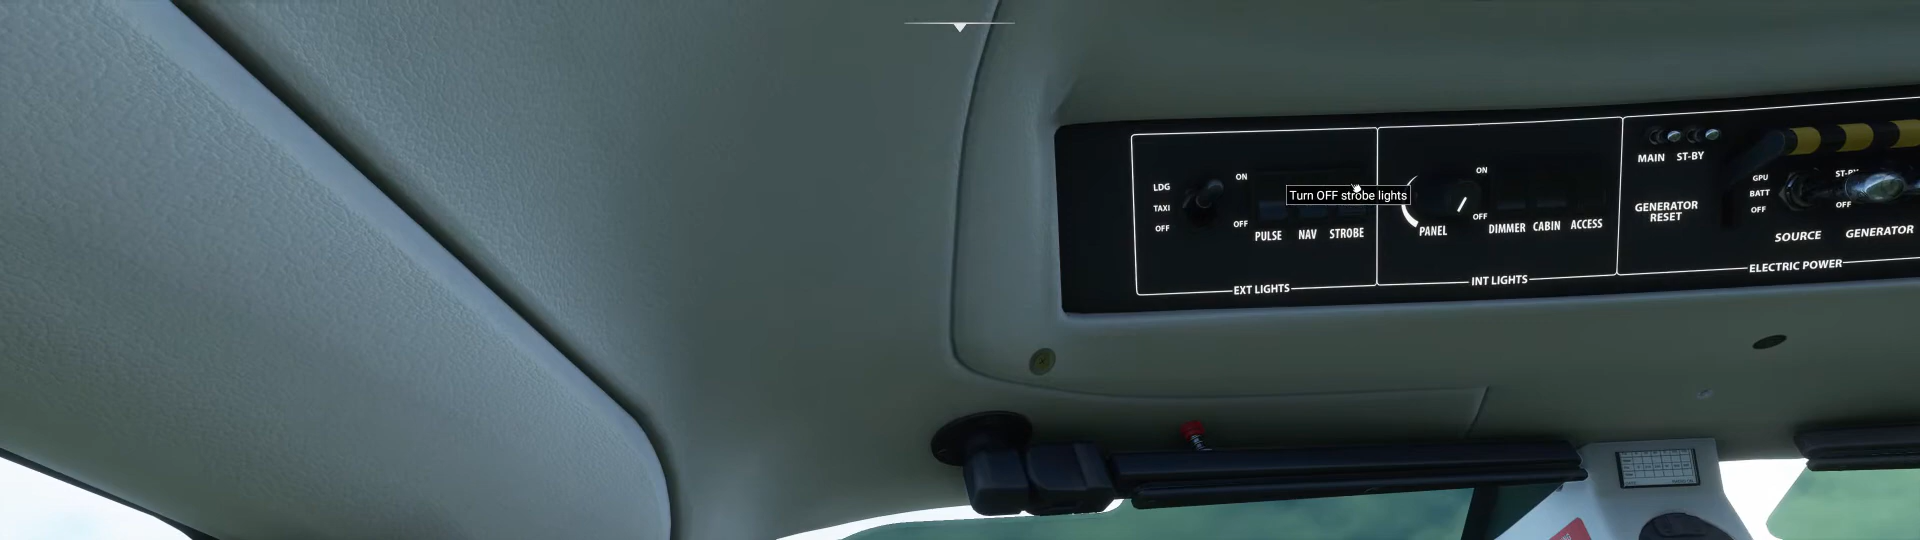 MAIN ST-BY
ON
ON
LDG
TAXI
OFF
Turn OFF strobe lights
OFF
OFF
PULSE NAV STROBE
PANEL
DIMMER CABIN ACCESS
GENERATOR
RESET
GPU
BATT
OFF
OFF
SOURCE GENERATOR
EXT LIGHTS
INT LIGHTS
ELECTRIC POWER